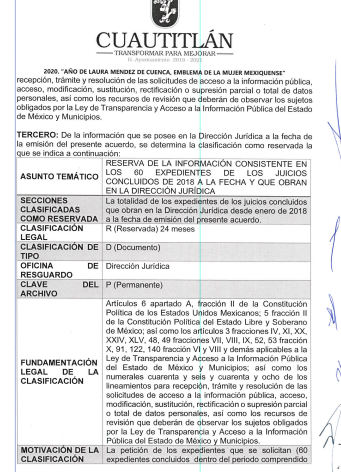 CUAUTITLÁN
TRANSFORMAR PARA MEJORAR
H. Ayuntamiento 2019 - 2021
2020. "AÑO DE LAURA MENDEZ DE CUENCA, EMBLEMA DE LA MUJER MEXIQUENSE"
recepción, trámite y resolución de las solicitudes de acceso a la información pública,
acceso, modificación, sustitución, rectificación o supresión parcial o total de datos
personales, así como los recursos de revisión que deberán de observar los sujetos
obligados por la Ley de Transparencia y Acceso a la Información Pública del Estado
de México y Municipios.
TERCERO: De la información que se posee en la Dirección Jurídica a la fecha de
la emisión del presente acuerdo, se determina la clasificación como reservada la
que se indica a continuación:
ASUNTO TEMÁTICO
RESERVA DE LA INFORMACIÓN CONSISTENTE EN
LOS 60 EXPEDIENTES DE LOS JUICIOS
CONCLUIDOS DE 2018 A LA FECHA Y QUE OBRAN
EN LA DIRECCIÓN JURÍDICA
SECCIONES
CLASIFICADAS
COMO RESERVADA
La totalidad de los expedientes de los juicios concluidos
que obran en la Dirección Jurídica desde enero de 2018
a la fecha de emisión del presente acuerdo.
CLASIFICACIÓN
LEGAL
R (Reservada) 24 meses
CLASIFICACIÓN DE
TIPO
D (Documento)
OFICINA DE
RESGUARDO
Dirección Jurídica
CLAVE DEL
ARCHIVO
P (Permanente)
FUNDAMENTACIÓN
LEGAL DE LA
CLASIFICACIÓN
Artículos 6 apartado A, fracción II de la Constitución
Política de los Estados Unidos Mexicanos; 5 fracción II
de la Constitución Política del Estado Libre y Soberano
de México; así como los artículos 3 fracciones IV, XI, XX,
XXIV, XLV, 48, 49 fracciones VII, VIII, IX, 52, 53 fracción
X, 91, 122, 140 fracción VI y VIII y demás aplicables a la
Ley de Transparencia y Acceso a la Información Pública
del Estado de México y Municipios; así como los
numerales cuarenta y seis y cuarenta y ocho de los
lineamientos para recepción, trámite y resolución de las
solicitudes de acceso a la información pública, acceso,
modificación, sustitución, rectificación o supresión parcial
o total de datos personales, así como los recursos de
revisión que deberán de observar los sujetos obligados
por la Ley de Transparencia y Acceso a la Información
Pública del Estado de México y Municipios.
MOTIVACIÓN DE LA
CLASIFICACIÓN
La petición de los expedientes que se solicitan (60
expedientes concluidos dentro del periodo comprendido